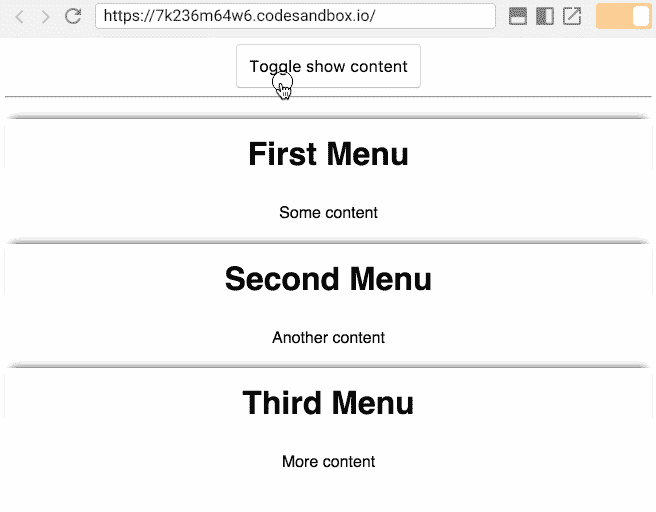 https://7k236m64w6.codesandbox.io/
Toggle show content
First Menu
Some content
Second Menu
Another content
Third Menu
More content